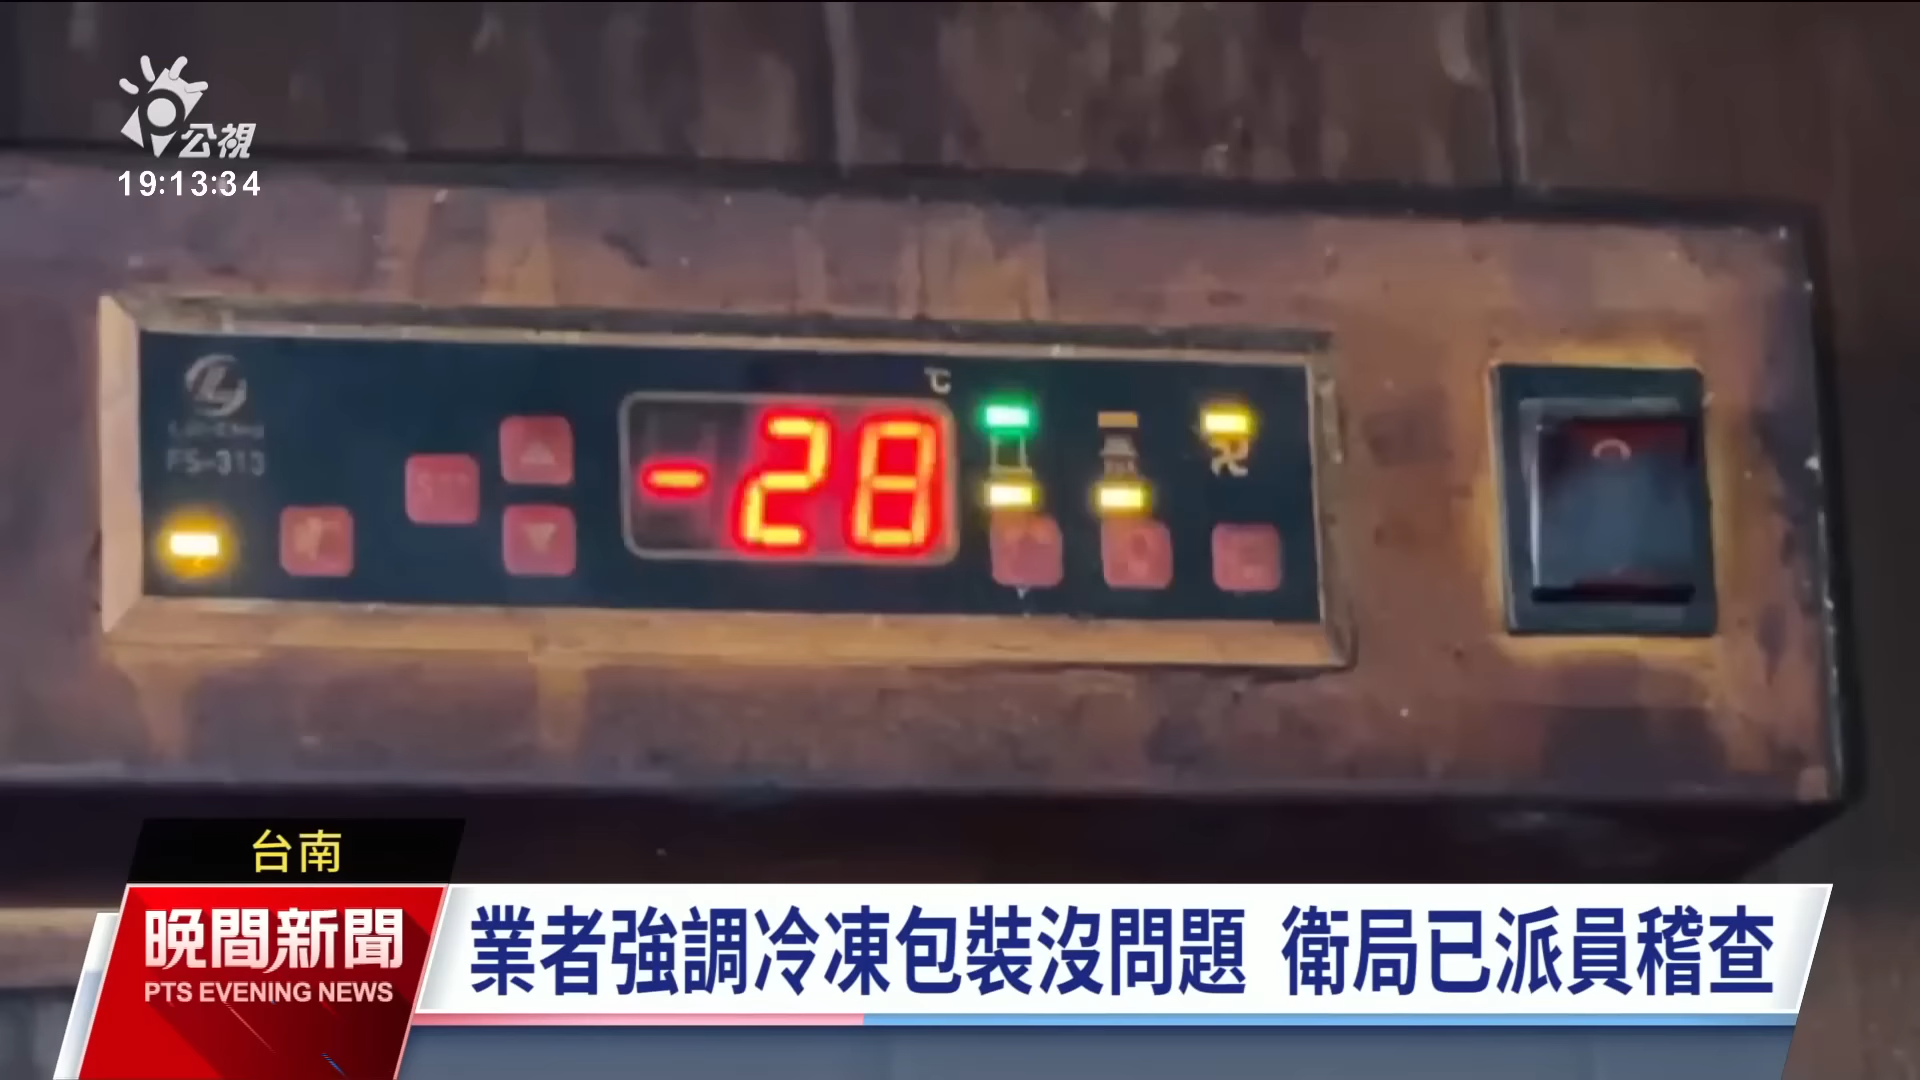 公視
19:13:34
℃
FS-313
-28
台南
晚間新聞
PTS EVENING NEWS
業者強調冷凍包裝沒問題 衛局已派員稽查